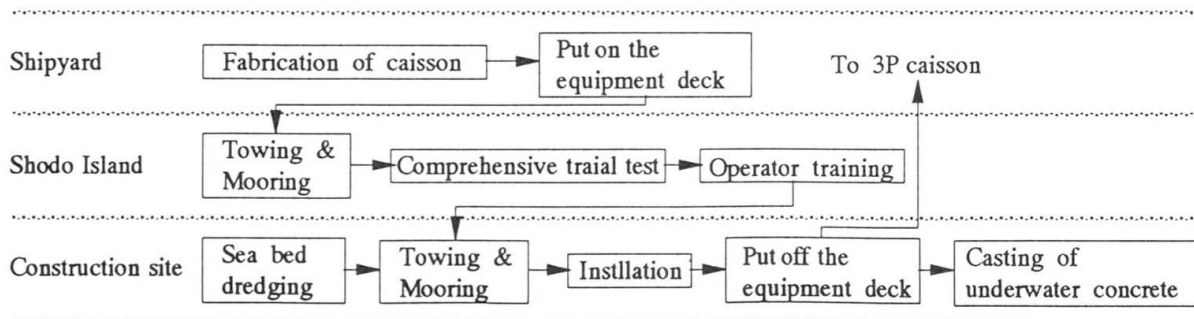 Shipyard
Fabrication of caisson
Put on the
equipment deck
To 3P caisson
Shodo Island
Towing &
Mooring
Comprehensive traial test
Operator training
Construction site
Sea bed
dredging
Towing &
Mooring
Instllation
Put off the
equipment deck
Casting of
underwater concrete